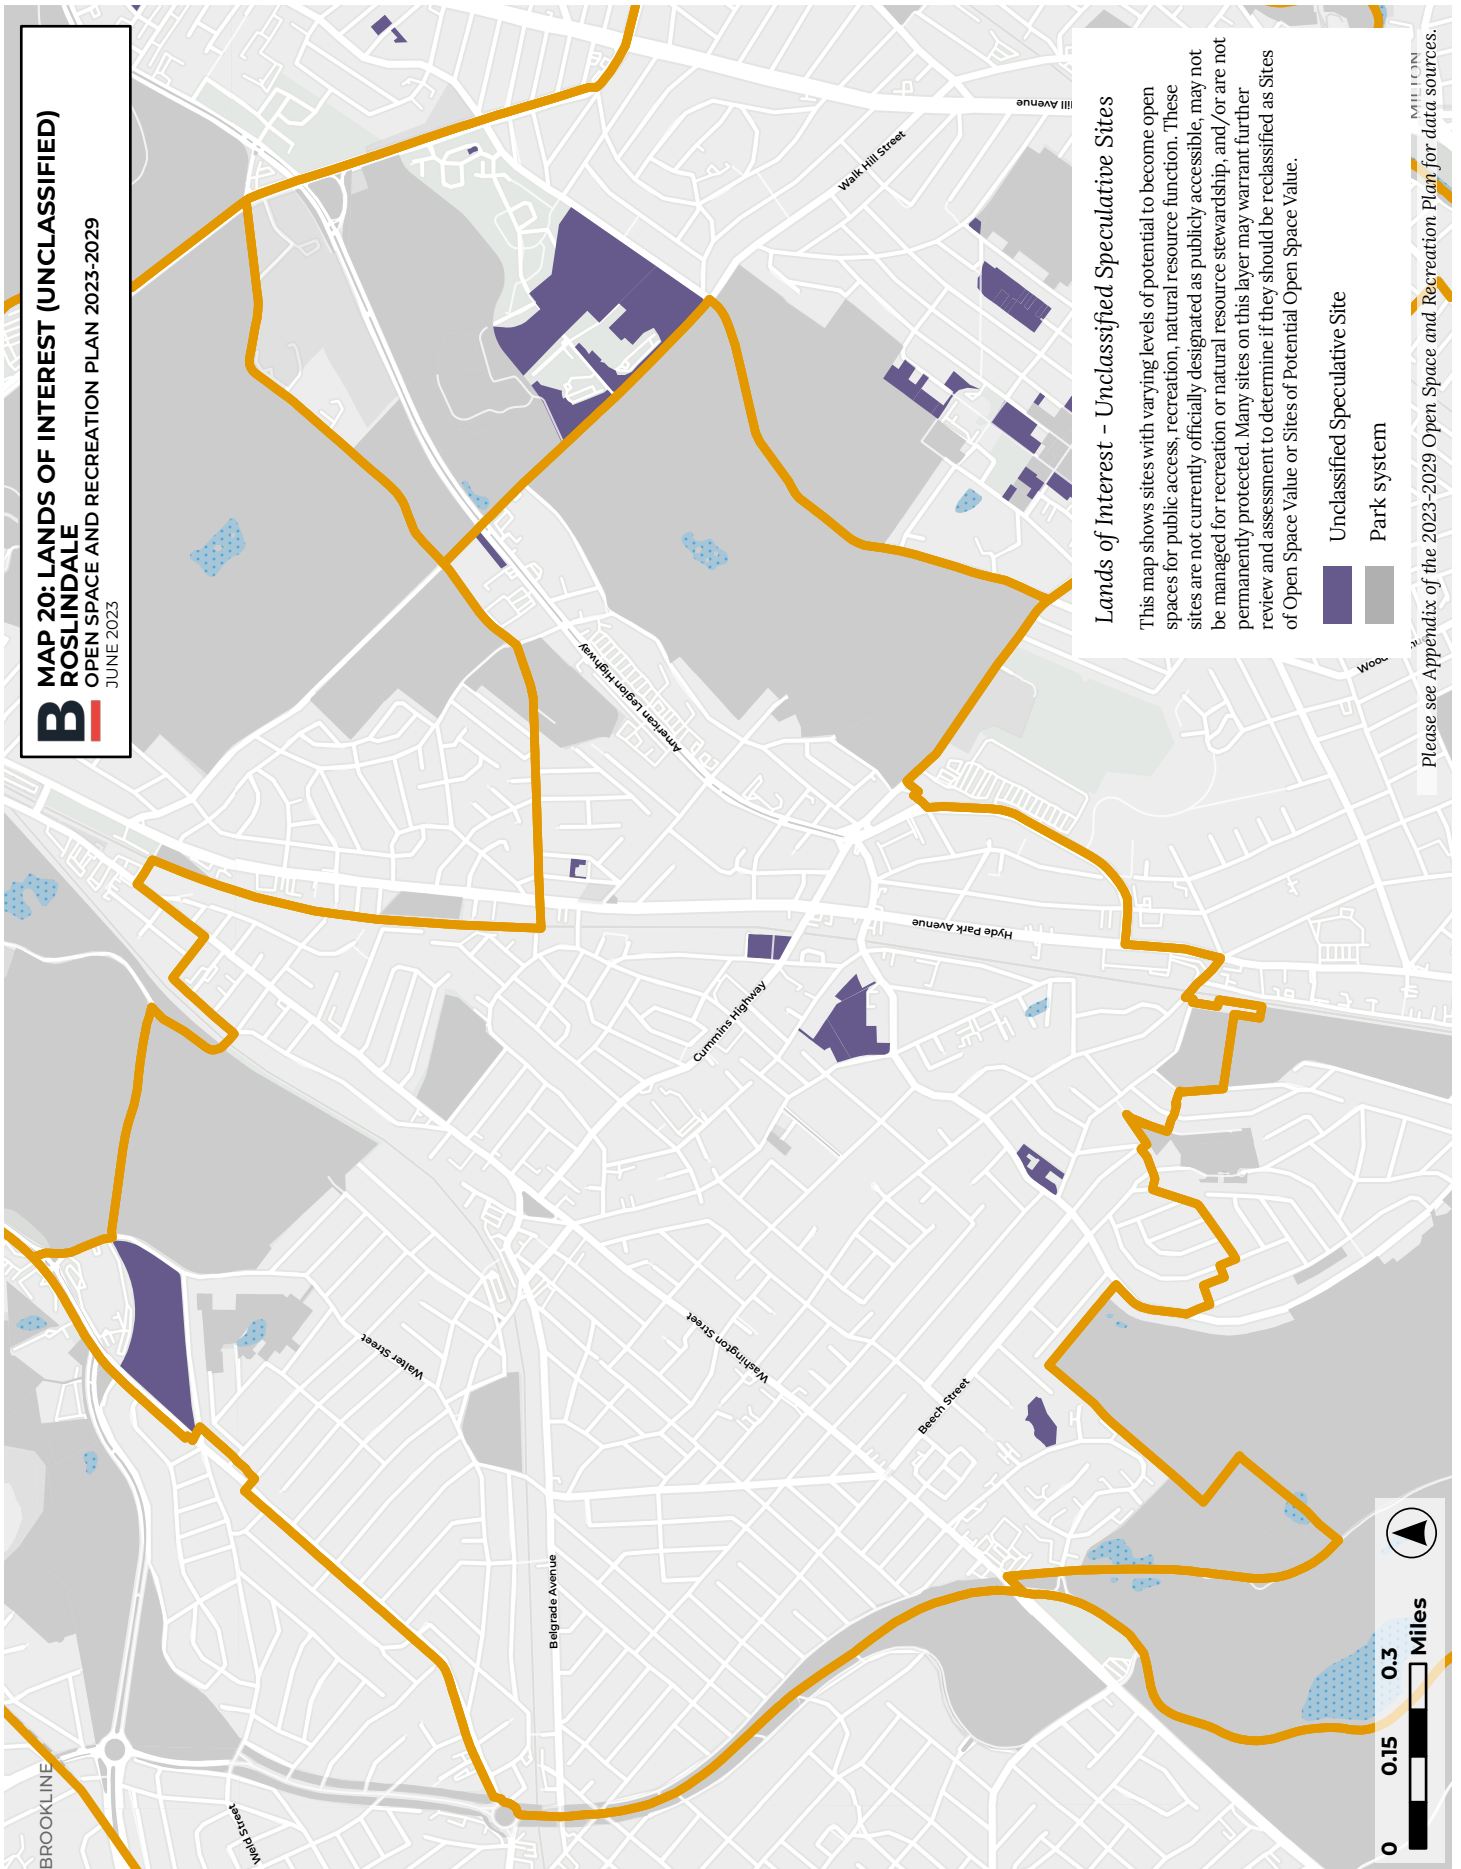 B
MAP 20: LANDS OF INTEREST (UNCLASSIFIED)
ROSLINDALE
OPEN SPACE AND RECREATION PLAN 2023-2029
JUNE 2023
Walk Hill Street
ill Avenue
American Legion Highway
Hyde Park Avenue
Cummins Highway
Walter Street
Washington Street
Beech Street
Belgrade Avenue
Weld Street
BROOKLINE
MILTON
Lands of Interest - Unclassified Speculative Sites
This map shows sites with varying levels of potential to become open
spaces for public access, recreation, natural resource function. These
sites are not currently officially designated as publicly accessible, may not
be managed for recreation or natural resource stewardship, and/or are not
permanently protected. Many sites on this layer may warrant further
review and assessment to determine if they should be reclassified as Sites
of Open Space Value or Sites of Potential Open Space Value.
Unclassified Speculative Site
Park system
Please see Appendix of the 2023-2029 Open Space and Recreation Plan for data sources.
0 0.15 0.3
Miles